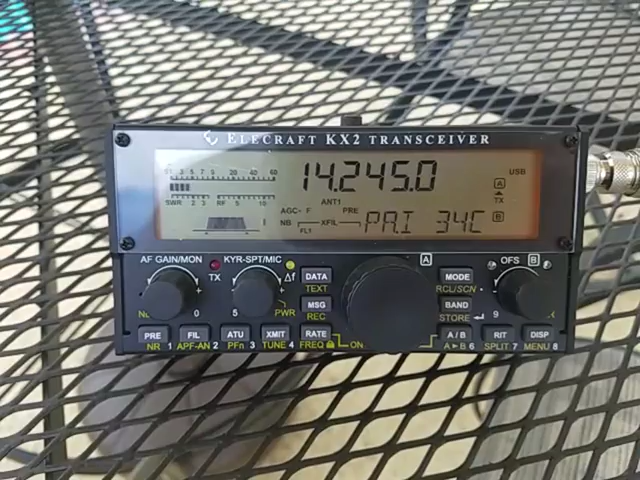 ELECRAFT KX2 TRANSCEIVER
S1 3 5 7 9 20 40 60
14.245.0
USB
SWR 2 3 RF 5 10
A
TX
ANT1
AGC- F PRE
NB XFIL
FL1
PA.I 34C
B
AF GAIN/MON
TX
KYR-SPT/MIC
Δf
A
OFS B
- + 0
- + 5
PWR
DATA
TEXT
MSG
REC
MODE
RCL/SCN
BAND
STORE
9
PRE FIL ATU XMIT RATE A/B RIT DISP
NR 1 APF-AN 2 PFn 3 TUNE 4 FREQ ON A▸B 6 SPLIT 7 MENU 8